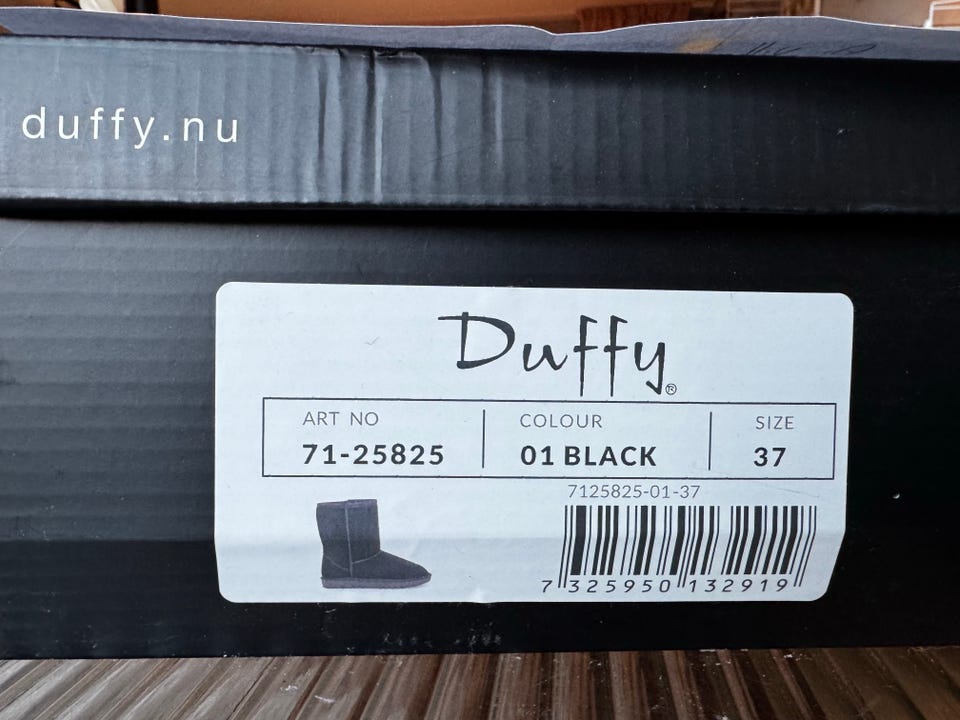 duffy.nu
Duffy®
ART NO COLOUR SIZE
71-25825 01 BLACK 37
7125825-01-37
7 325950 132919